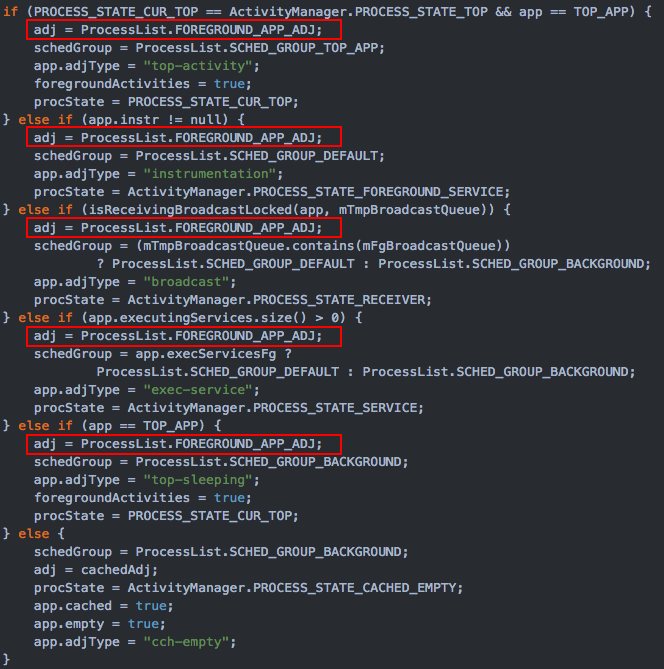 if (PROCESS_STATE_CUR_TOP == ActivityManager.PROCESS_STATE_TOP && app == TOP_APP) {
    adj = ProcessList.FOREGROUND_APP_ADJ;
    schedGroup = ProcessList.SCHED_GROUP_TOP_APP;
    app.adjType = "top-activity";
    foregroundActivities = true;
    procState = PROCESS_STATE_CUR_TOP;
} else if (app.instr != null) {
    adj = ProcessList.FOREGROUND_APP_ADJ;
    schedGroup = ProcessList.SCHED_GROUP_DEFAULT;
    app.adjType = "instrumentation";
    procState = ActivityManager.PROCESS_STATE_FOREGROUND_SERVICE;
} else if (isReceivingBroadcastLocked(app, mTmpBroadcastQueue)) {
    adj = ProcessList.FOREGROUND_APP_ADJ;
    schedGroup = (mTmpBroadcastQueue.contains(mFgBroadcastQueue))
            ? ProcessList.SCHED_GROUP_DEFAULT : ProcessList.SCHED_GROUP_BACKGROUND;
    app.adjType = "broadcast";
    procState = ActivityManager.PROCESS_STATE_RECEIVER;
} else if (app.executingServices.size() > 0) {
    adj = ProcessList.FOREGROUND_APP_ADJ;
    schedGroup = app.execServicesFg ?
            ProcessList.SCHED_GROUP_DEFAULT : ProcessList.SCHED_GROUP_BACKGROUND;
    app.adjType = "exec-service";
    procState = ActivityManager.PROCESS_STATE_SERVICE;
} else if (app == TOP_APP) {
    adj = ProcessList.FOREGROUND_APP_ADJ;
    schedGroup = ProcessList.SCHED_GROUP_BACKGROUND;
    app.adjType = "top-sleeping";
    foregroundActivities = true;
    procState = PROCESS_STATE_CUR_TOP;
} else {
    schedGroup = ProcessList.SCHED_GROUP_BACKGROUND;
    adj = cachedAdj;
    procState = ActivityManager.PROCESS_STATE_CACHED_EMPTY;
    app.cached = true;
    app.empty = true;
    app.adjType = "cch-empty";
}